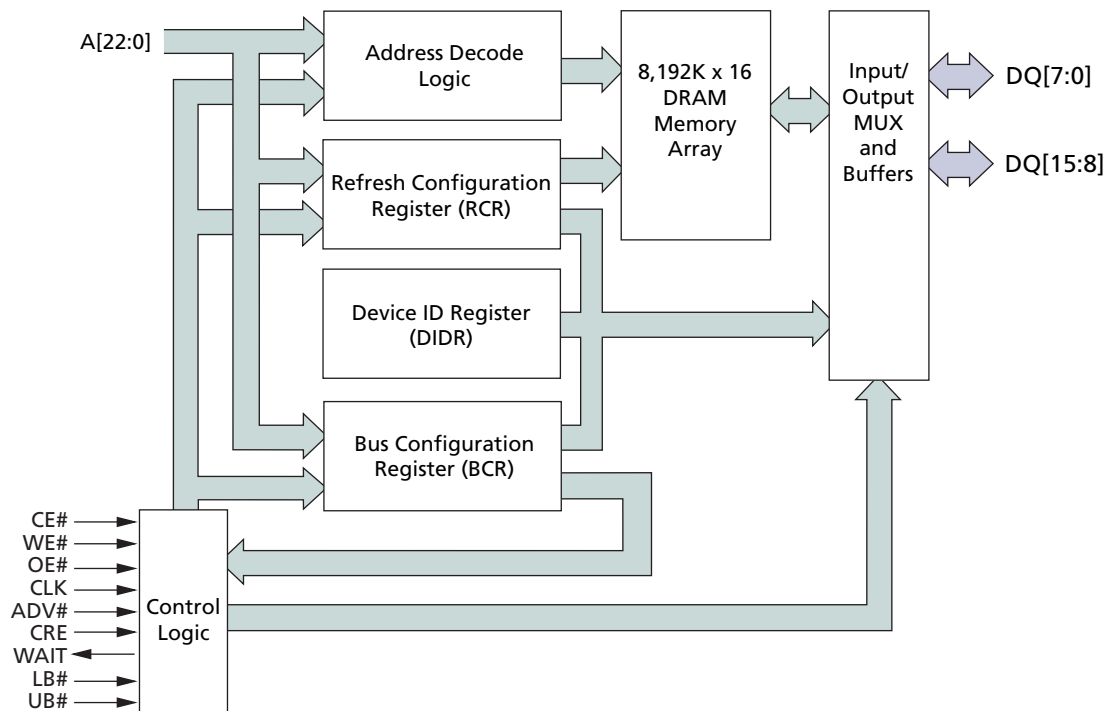 A[22:0]
Address Decode
Logic
8,192K x 16
DRAM
Memory
Array
Input/
Output
MUX
and
Buffers
DQ[7:0]
DQ[15:8]
Refresh Configuration
Register (RCR)
Device ID Register
(DIDR)
Bus Configuration
Register (BCR)
CE#
WE#
OE#
CLK
ADV#
CRE
WAIT
LB#
UB#
Control
Logic